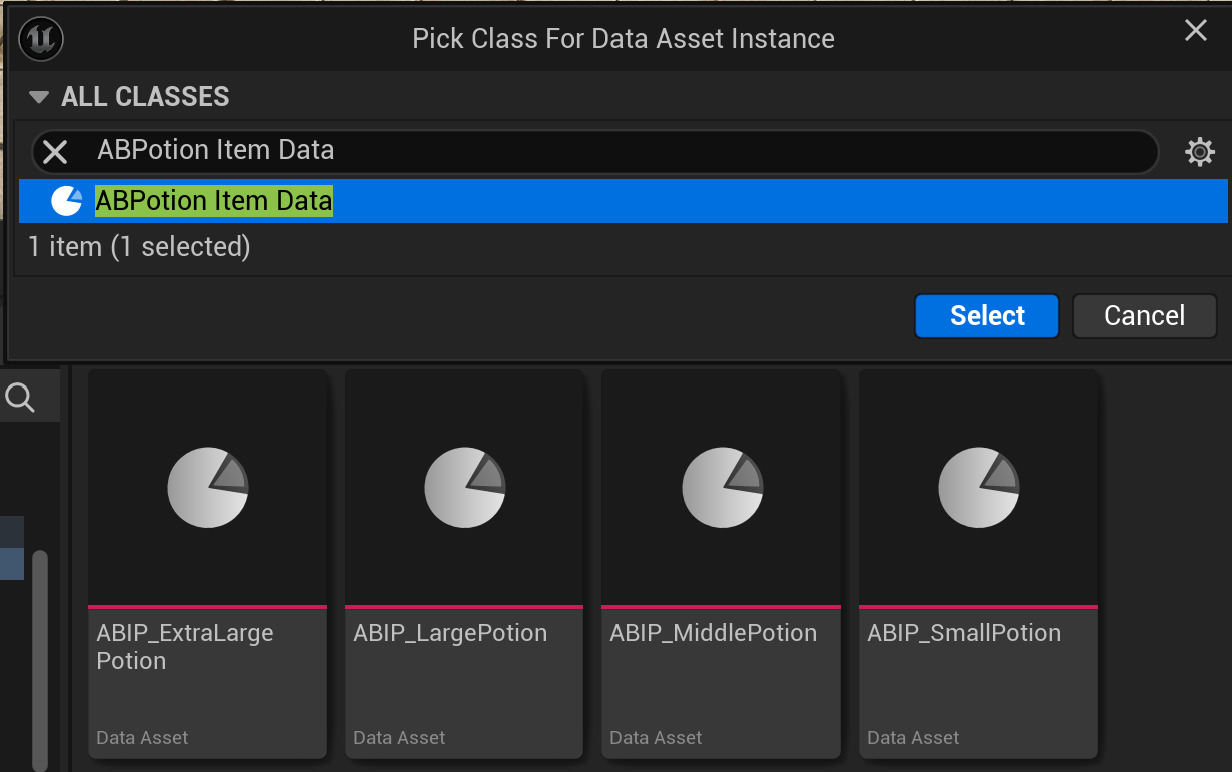 Pick Class For Data Asset Instance
ALL CLASSES
ABPotion Item Data
ABPotion Item Data
1 item (1 selected)
Select
Cancel
ABIP_ExtraLarge
Potion
Data Asset
ABIP_LargePotion
Data Asset
ABIP_MiddlePotion
Data Asset
ABIP_SmallPotion
Data Asset